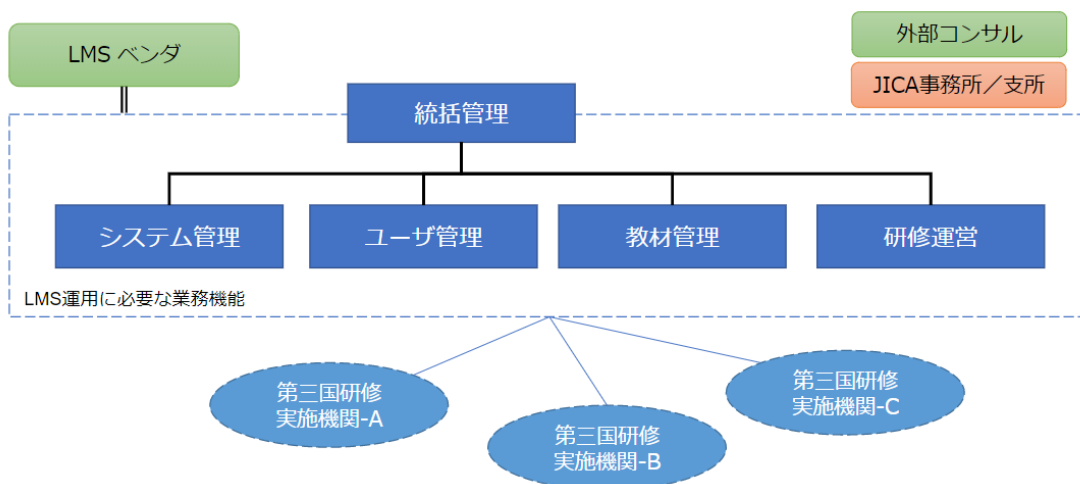 LMS ベンダ
外部コンサル
JICA事務所／支所
統括管理
システム管理
ユーザ管理
教材管理
研修運営
LMS運用に必要な業務機能
第三国研修
実施機関-A
第三国研修
実施機関-B
第三国研修
実施機関-C